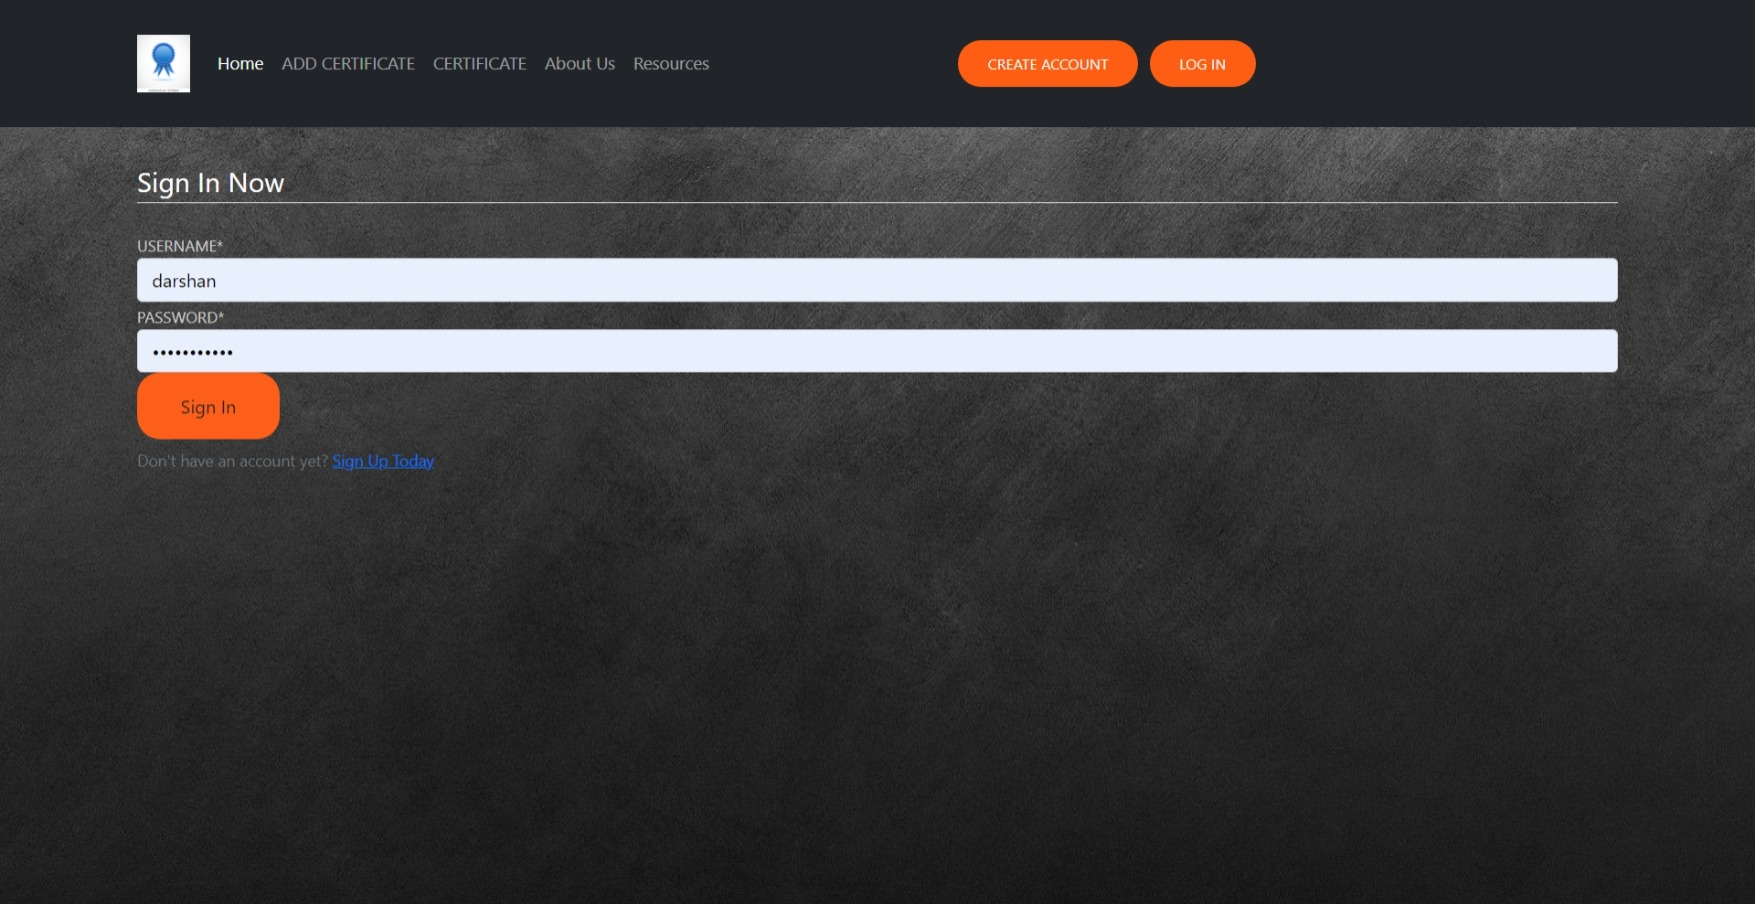 Home ADD CERTIFICATE CERTIFICATE About Us Resources CREATE ACCOUNT LOG IN
Sign In Now
USERNAME*
darshan
PASSWORD*
•••••••••••
Sign In
Don't have an account yet? Sign Up Today